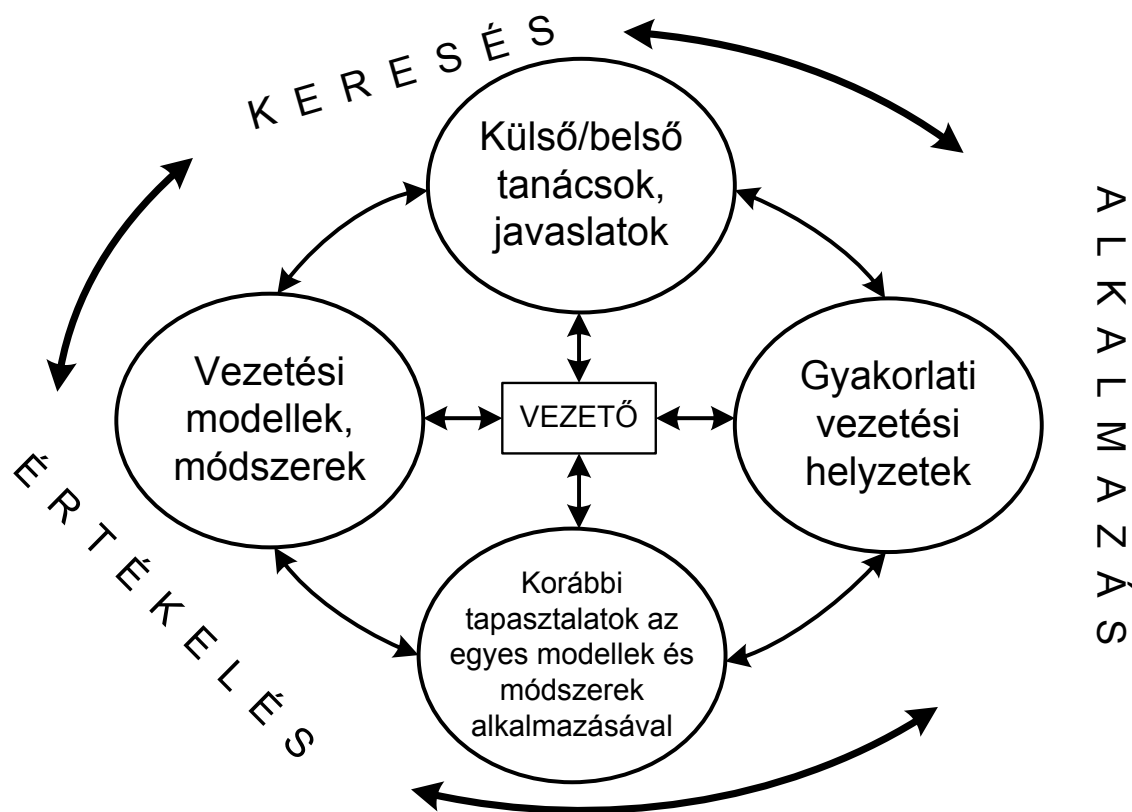 KERESÉS
Külső/belső
tanácsok,
javaslatok
ALKALMAZÁS
Vezetési
modellek,
módszerek
VEZETŐ
Gyakorlati
vezetési
helyzetek
ÉRTÉKELÉS
Korábbi
tapasztalatok az
egyes modellek és
módszerek
alkalmazásával